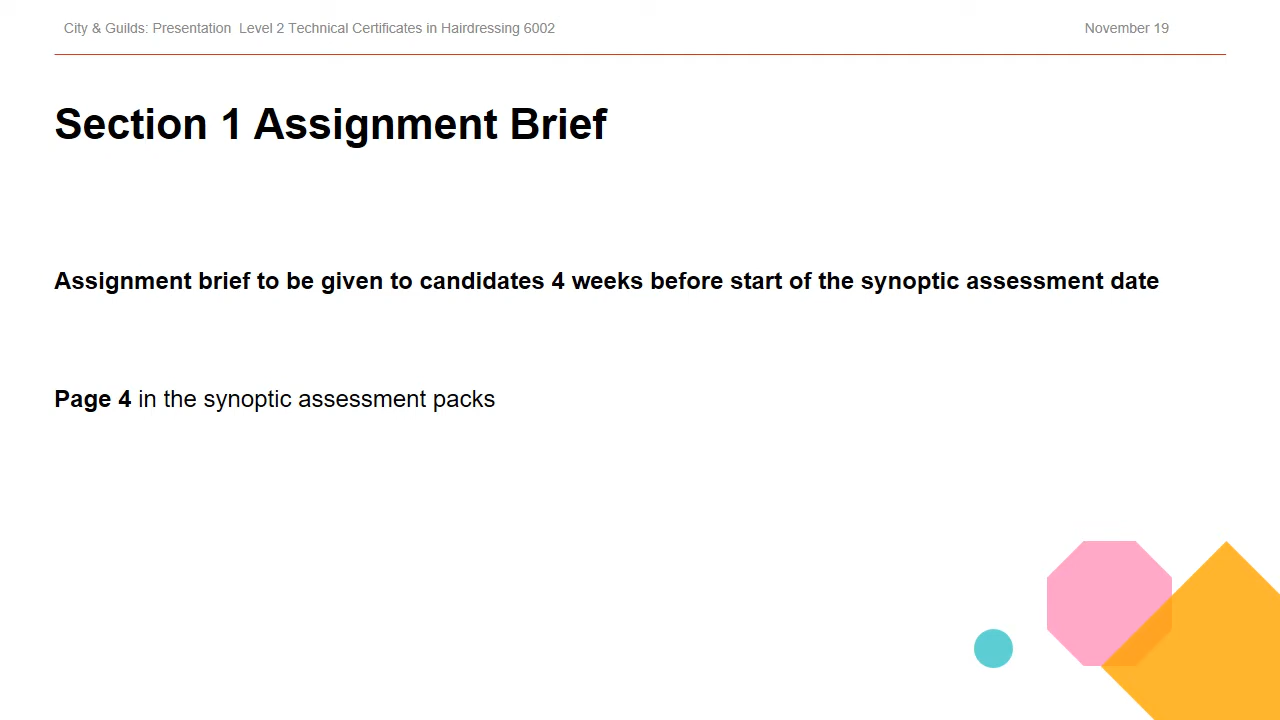 City & Guilds: Presentation  Level 2 Technical Certificates in Hairdressing 6002
November 19
Section 1 Assignment Brief
Assignment brief to be given to candidates 4 weeks before start of the synoptic assessment date
Page 4 in the synoptic assessment packs